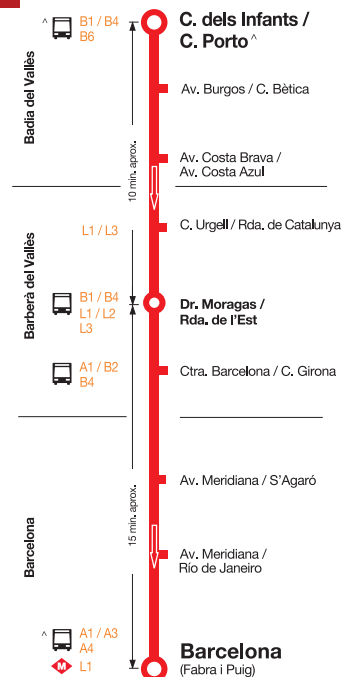 ^ B1 / B4
B6
C. dels Infants /
C. Porto ^
Badia del Vallès
Av. Burgos / C. Bètica
Av. Costa Brava /
Av. Costa Azul
10 min. aprox.
L1 / L3
C. Urgell / Rda. de Catalunya
Barberà del Vallès
B1 / B4
L1 / L2
L3
Dr. Moragas /
Rda. de l'Est
A1 / B2
B4
Ctra. Barcelona / C. Girona
Av. Meridiana / S'Agaró
15 min. aprox.
Barcelona
Av. Meridiana /
Río de Janeiro
^ A1 / A3
A4
M L1
Barcelona
(Fabra i Puig)